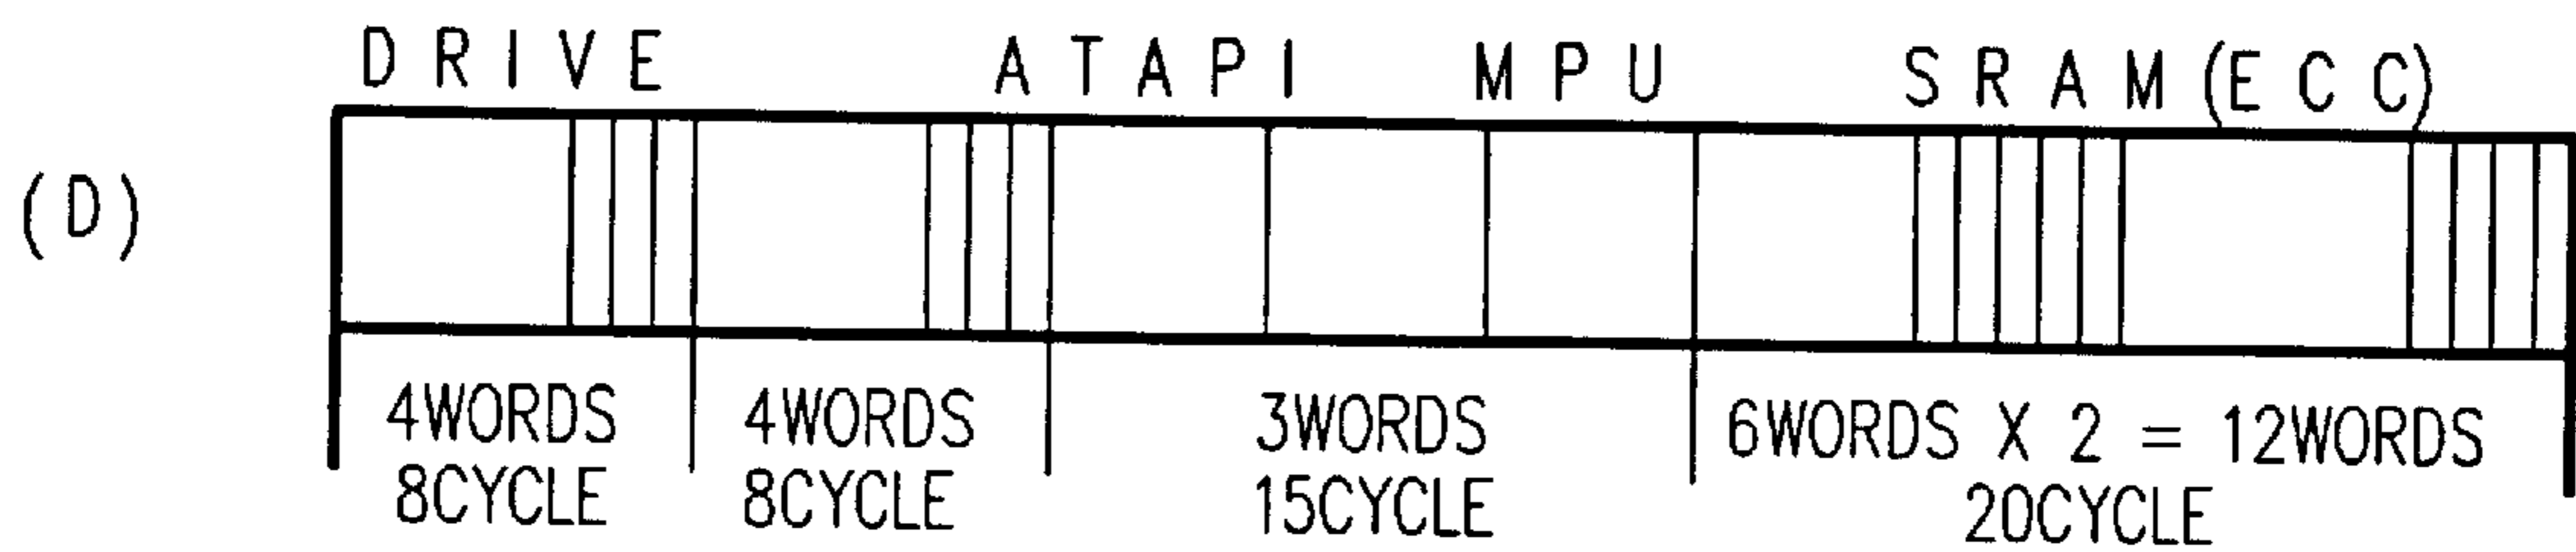 DRIVE ATAPI MPU SRAM(ECC)
(D)
4WORDS 4WORDS 3WORDS 6WORDS X 2 = 12WORDS
8CYCLE 8CYCLE 15CYCLE 20CYCLE